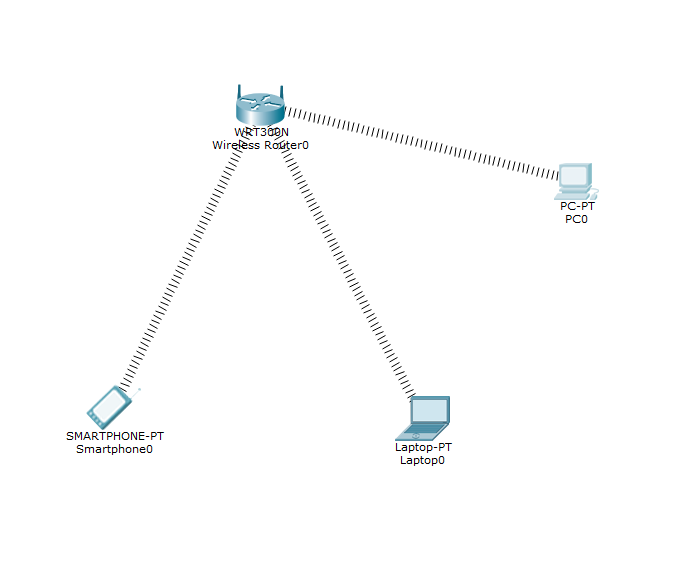 WRT300N
Wireless Router0
PC-PT
PC0
SMARTPHONE-PT
Smartphone0
Laptop-PT
Laptop0